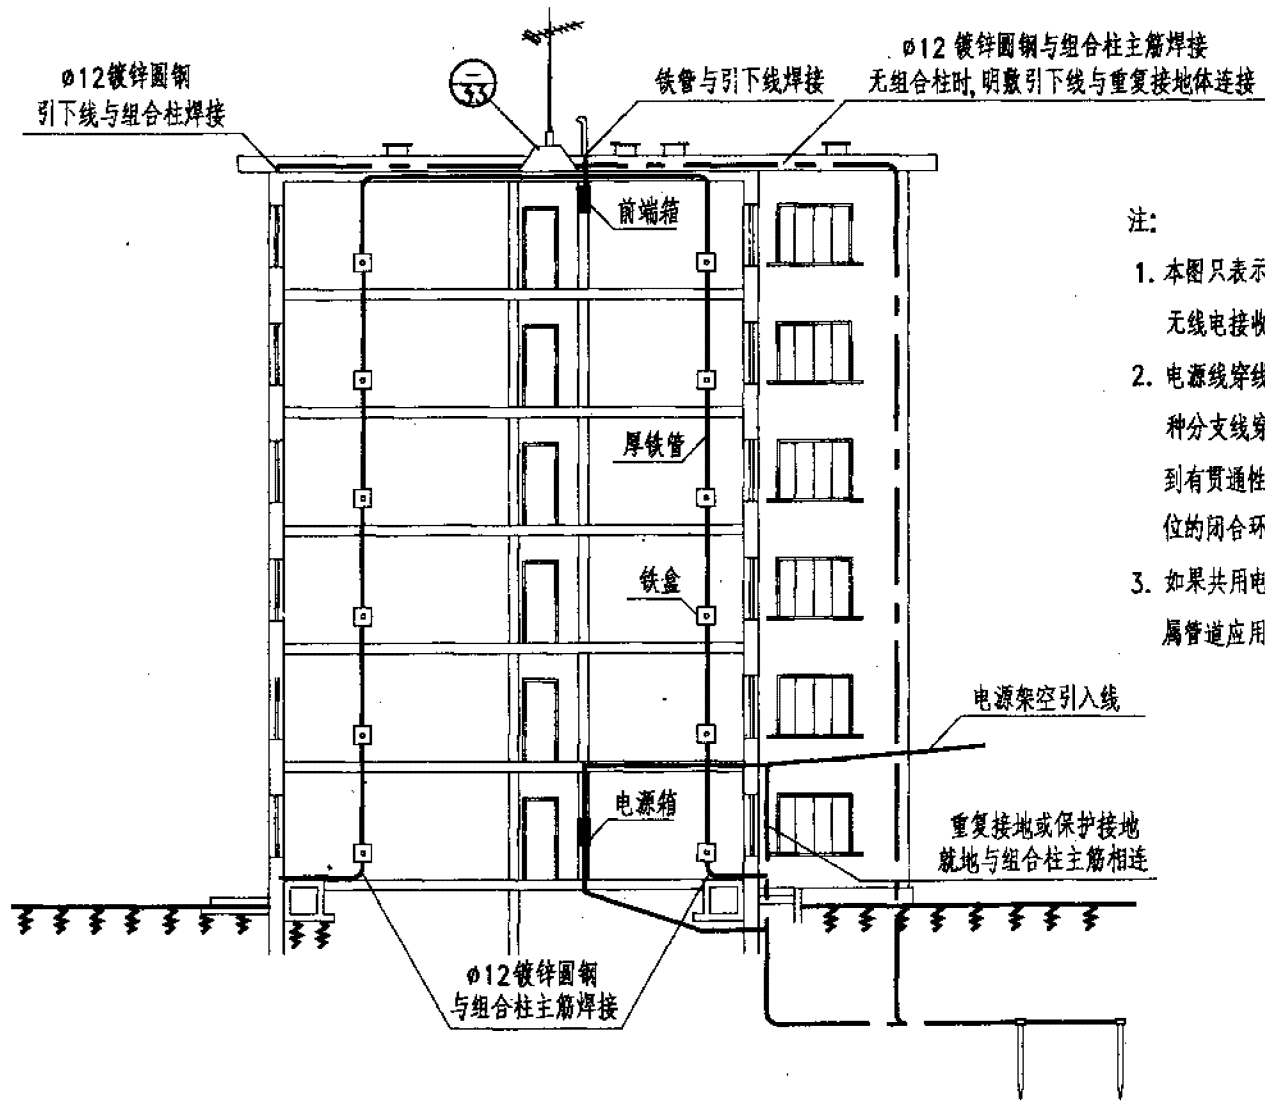 ø12镀锌圆钢
引下线与组合柱焊接
二
33
铁管与引下线焊接
ø12 镀锌圆钢与组合柱主筋焊接
无组合柱时,明敷引下线与重复接地体连接
前端箱
厚铁管
铁盒
电源箱
注:
1. 本图只表示
无线电接收
2. 电源线穿线
种分支线穿
到有贯通性
位的闭合环
3. 如果共用电
属管道应用
电源架空引入线
重复接地或保护接地
就地与组合柱主筋相连
ø12镀锌圆钢
与组合柱主筋焊接